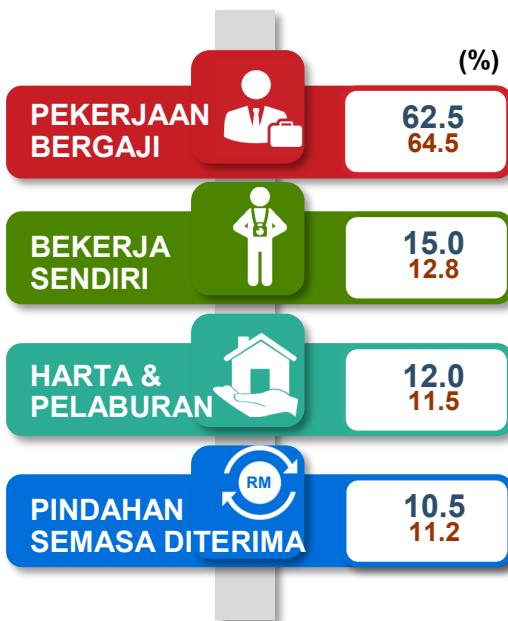 (%)
PEKERJAAN
BERGAJI
62.5
64.5
BEKERJA
SENDIRI
15.0
12.8
HARTA &
PELABURAN
12.0
11.5
RM
PINDAHAN
SEMASA DITERIMA
10.5
11.2